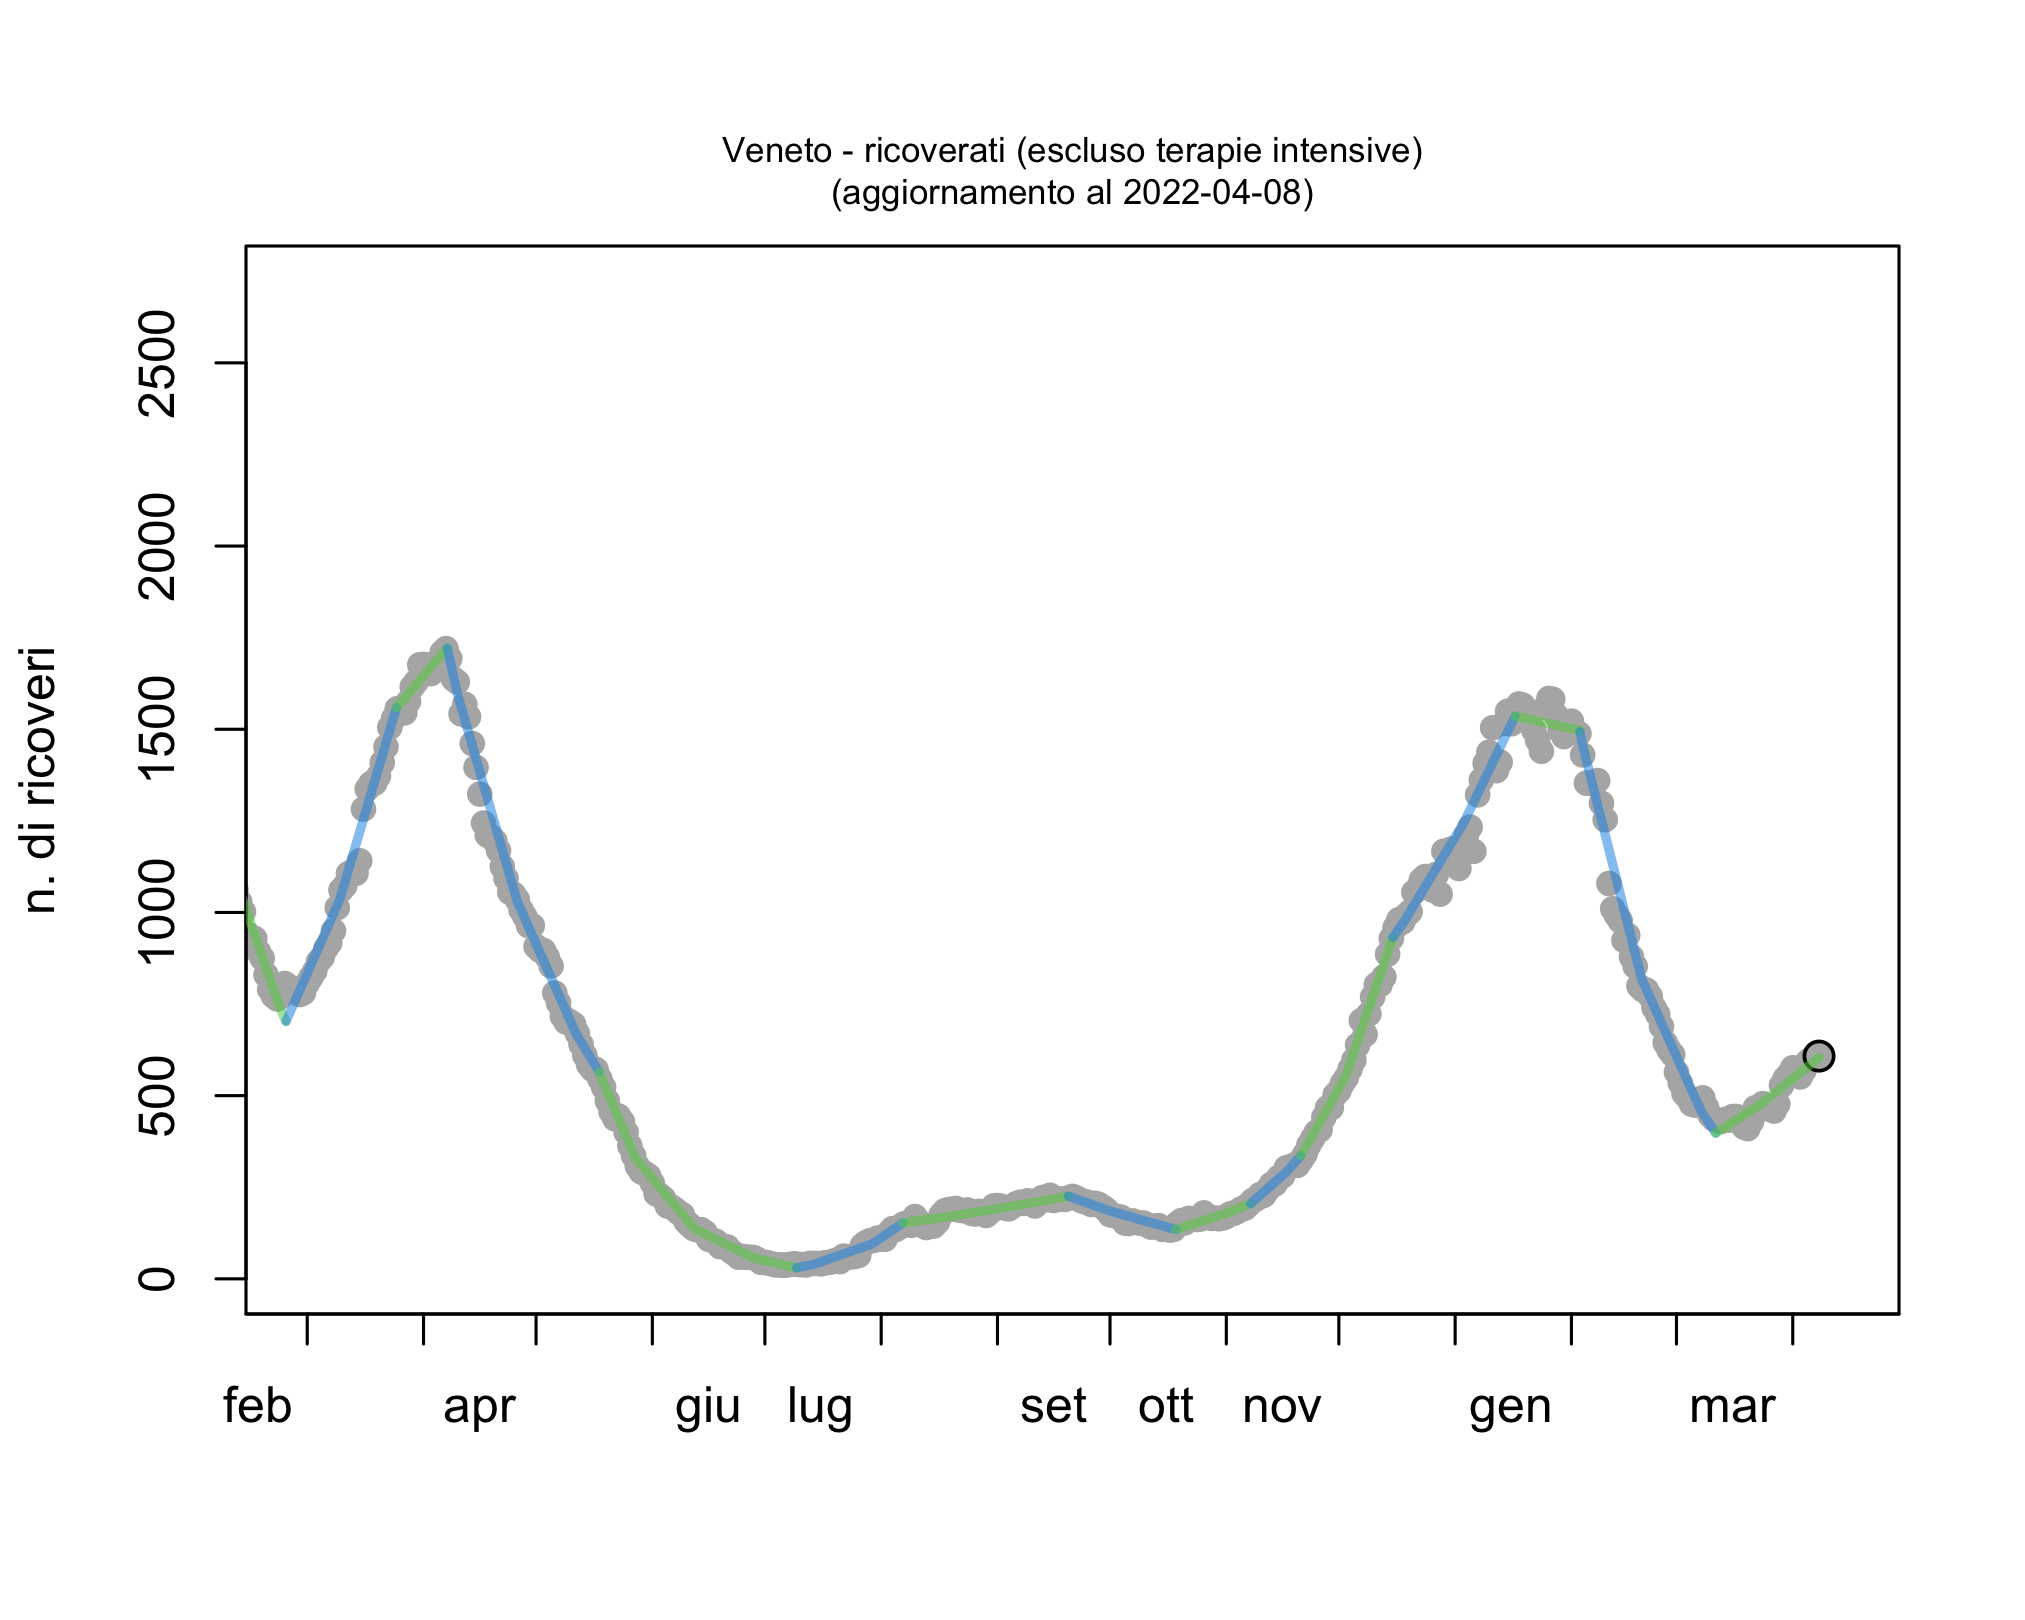 Veneto - ricoverati (escluso terapie intensive)
(aggiornamento al 2022-04-08)
n. di ricoveri
2500
2000
1500
1000
500
0
feb apr giu lug set ott nov gen mar